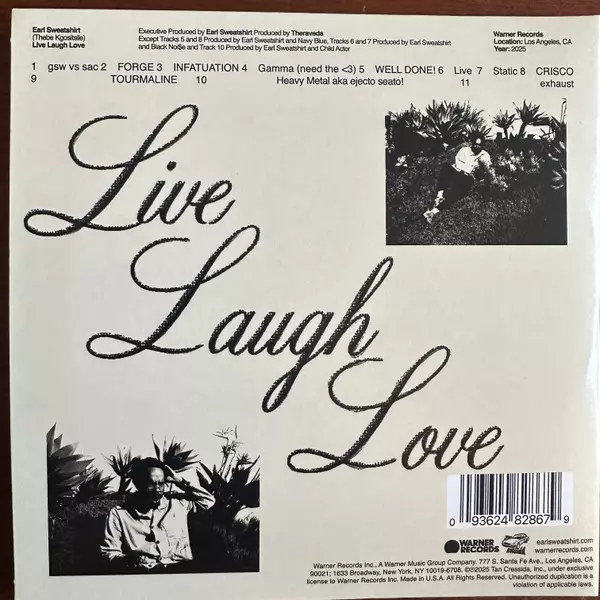 Earl Sweatshirt
(Thebe Kgositsile)
Live Laugh Love
Executive Produced by Earl Sweatshirt Produced by Theravada
Except Tracks 5 and 8 Produced by Earl Sweatshirt and Navy Blue, Tracks 6 and 7 Produced by Earl Sweatshirt
and Black Noi$e and Track 10 Produced by Earl Sweatshirt and Child Actor
Warner Records
Location: Los Angeles, CA
Year: 2025
1 gsw vs sac 2 FORGE 3 INFATUATION 4 Gamma (need the <3) 5 WELL DONE! 6 Live 7 Static 8 CRISCO
9 TOURMALINE 10 Heavy Metal aka ejecto seato! 11 exhaust
Live
Laugh
Love
0 93624 82867 9
WARNER
RECORDS
earlsweatshirt.com
warnerrecords.com
Warner Records Inc., A Warner Music Group Company. 777 S. Santa Fe Ave., Los Angeles, CA
90021; 1633 Broadway, New York, NY 10019-6708. ©℗2025 Tan Cressida, Inc., under exclusive
license to Warner Records Inc. Made in U.S.A. All Rights Reserved. Unauthorized duplication is a
violation of applicable laws.